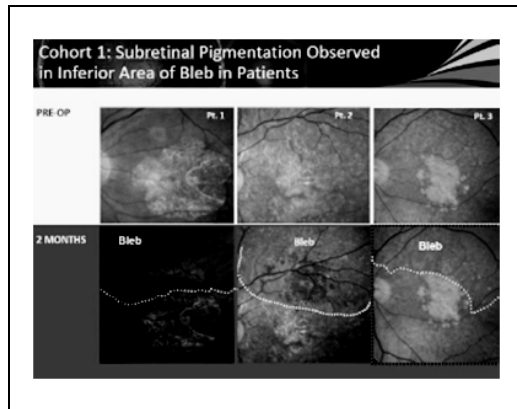 Cohort 1: Subretinal Pigmentation Observed
in Inferior Area of Bleb in Patients
PRE-OP
Pt. 1
Pt. 2
Pt. 3
2 MONTHS
Bleb
Bleb
Bleb